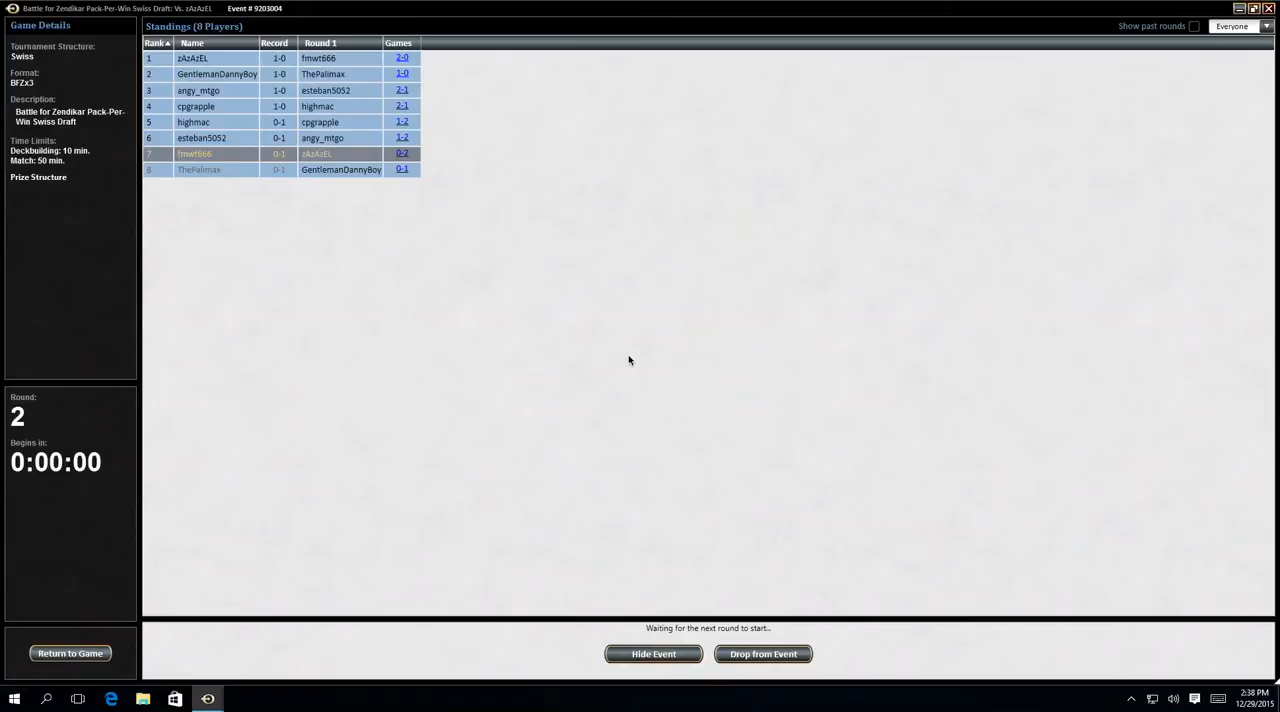 Battle for Zendikar Pack-Per-Win Swiss Draft: Vs. zAzAzEL Event # 9203004
Game Details
Tournament Structure:
Swiss
Format:
BFZx3
Description:
Battle for Zendikar Pack-Per-
Win Swiss Draft
Time Limits:
Deckbuilding: 10 min.
Match: 50 min.
Prize Structure
Round:
2
Begins in:
0:00:00
Return to Game
Standings (8 Players)
Show past rounds Everyone
Rank Name Record Round 1 Games
1 zAzAzEL 1-0 fmwt666 2-0
2 GentlemanDannyBoy 1-0 ThePalimax 1-0
3 angy_mtgo 1-0 esteban5052 2-1
4 cpgrapple 1-0 highmac 2-1
5 highmac 0-1 cpgrapple 1-2
6 esteban5052 0-1 angy_mtgo 1-2
7 fmwt666 0-1 zAzAzEL 0-2
8 ThePalimax 0-1 GentlemanDannyBoy 0-1
Waiting for the next round to start...
Hide Event Drop from Event
2:38 PM
12/29/2015